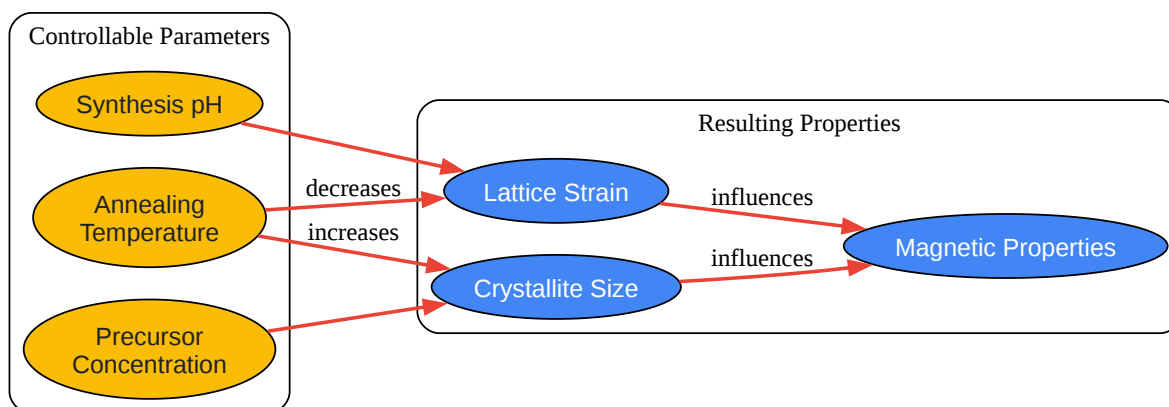 Controllable Parameters
Synthesis pH
Annealing
Temperature
Precursor
Concentration
decreases
increases
Resulting Properties
Lattice Strain
Crystallite Size
influences
influences
Magnetic Properties